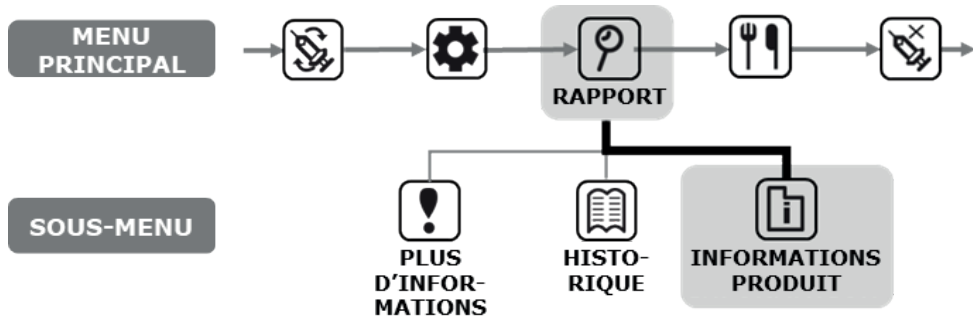 MENU
PRINCIPAL
RAPPORT
SOUS-MENU
PLUS
D’INFOR-
MATIONS
HISTO-
RIQUE
INFORMATIONS
PRODUIT